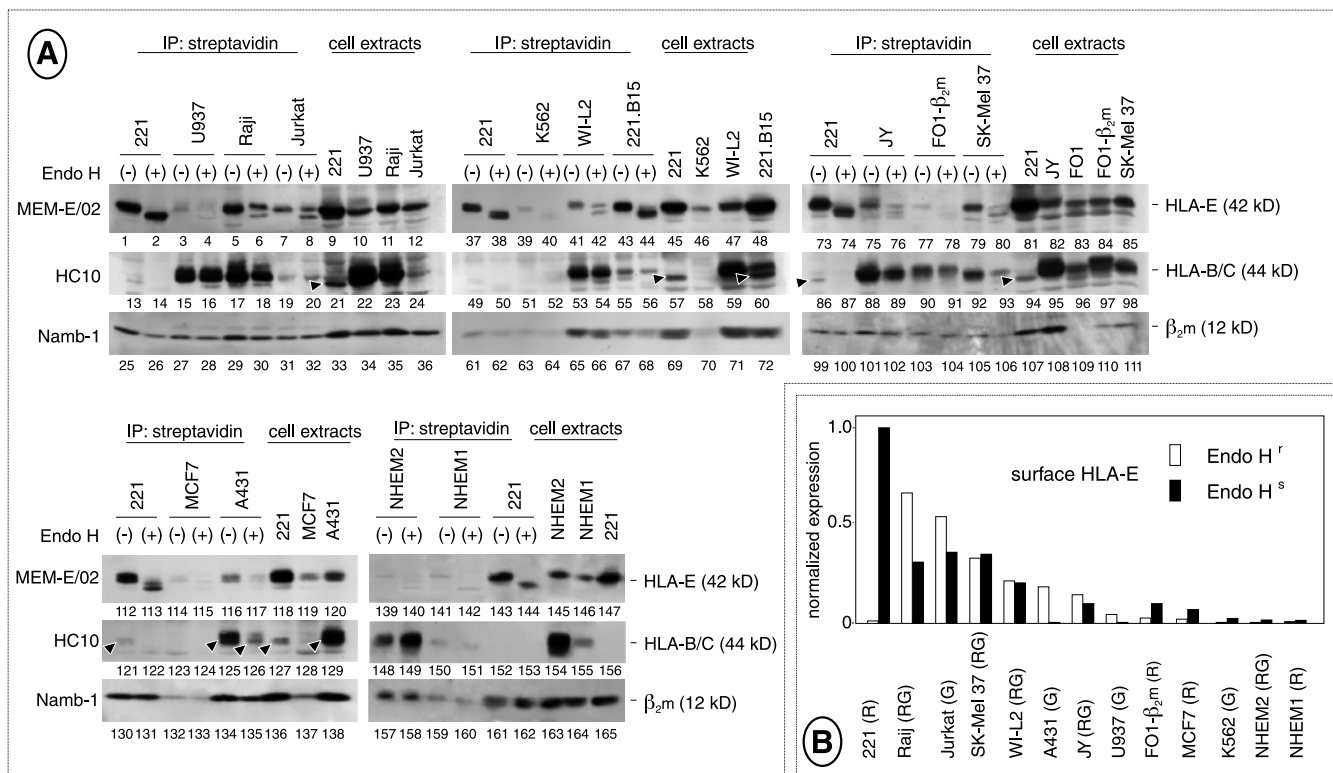 A
IP: streptavidin cell extracts
221 U937 Raji Jurkat 221 U937 Raji Jurkat
Endo H (-) (+) (-) (+) (-) (+) (-) (+)
MEM-E/02
1 2 3 4 5 6 7 8 9 10 11 12
HC10
13 14 15 16 17 18 19 20 21 22 23 24
Namb-1
25 26 27 28 29 30 31 32 33 34 35 36
IP: streptavidin cell extracts
221 K562 WI-L2 221.B15 221 K562 WI-L2 221.B15
(-) (+) (-) (+) (-) (+) (-) (+)
37 38 39 40 41 42 43 44 45 46 47 48
49 50 51 52 53 54 55 56 57 58 59 60
61 62 63 64 65 66 67 68 69 70 71 72
IP: streptavidin cell extracts
221 JY FO1-β2m SK-Mel 37 221 JY FO1 FO1-β2m SK-Mel 37
(-) (+) (-) (+) (-) (+) (-) (+)
HLA-E (42 kD)
73 74 75 76 77 78 79 80 81 82 83 84 85
HLA-B/C (44 kD)
86 87 88 89 90 91 92 93 94 95 96 97 98
β2m (12 kD)
99 100 101 102 103 104 105 106 107 108 109 110 111
IP: streptavidin cell extracts
221 MCF7 A431 221 MCF7 A431
Endo H (-) (+) (-) (+) (-) (+)
MEM-E/02
112 113 114 115 116 117 118 119 120
HC10
121 122 123 124 125 126 127 128 129
Namb-1
130 131 132 133 134 135 136 137 138
IP: streptavidin cell extracts
NHEM2 NHEM1 221 NHEM2 NHEM1 221
(-) (+) (-) (+) (-) (+)
HLA-E (42 kD)
139 140 141 142 143 144 145 146 147
HLA-B/C (44 kD)
148 149 150 151 152 153 154 155 156
β2m (12 kD)
157 158 159 160 161 162 163 164 165
B
normalized expression
1.0
0.5
0
surface HLA-E
Endo H r
Endo H s
221 (R)
Raij (RG)
Jurkat (G)
SK-Mel 37 (RG)
WI-L2 (RG)
A431 (G)
JY (RG)
U937 (G)
FO1-β2m (R)
MCF7 (R)
K562 (G)
NHEM2 (RG)
NHEM1 (R)